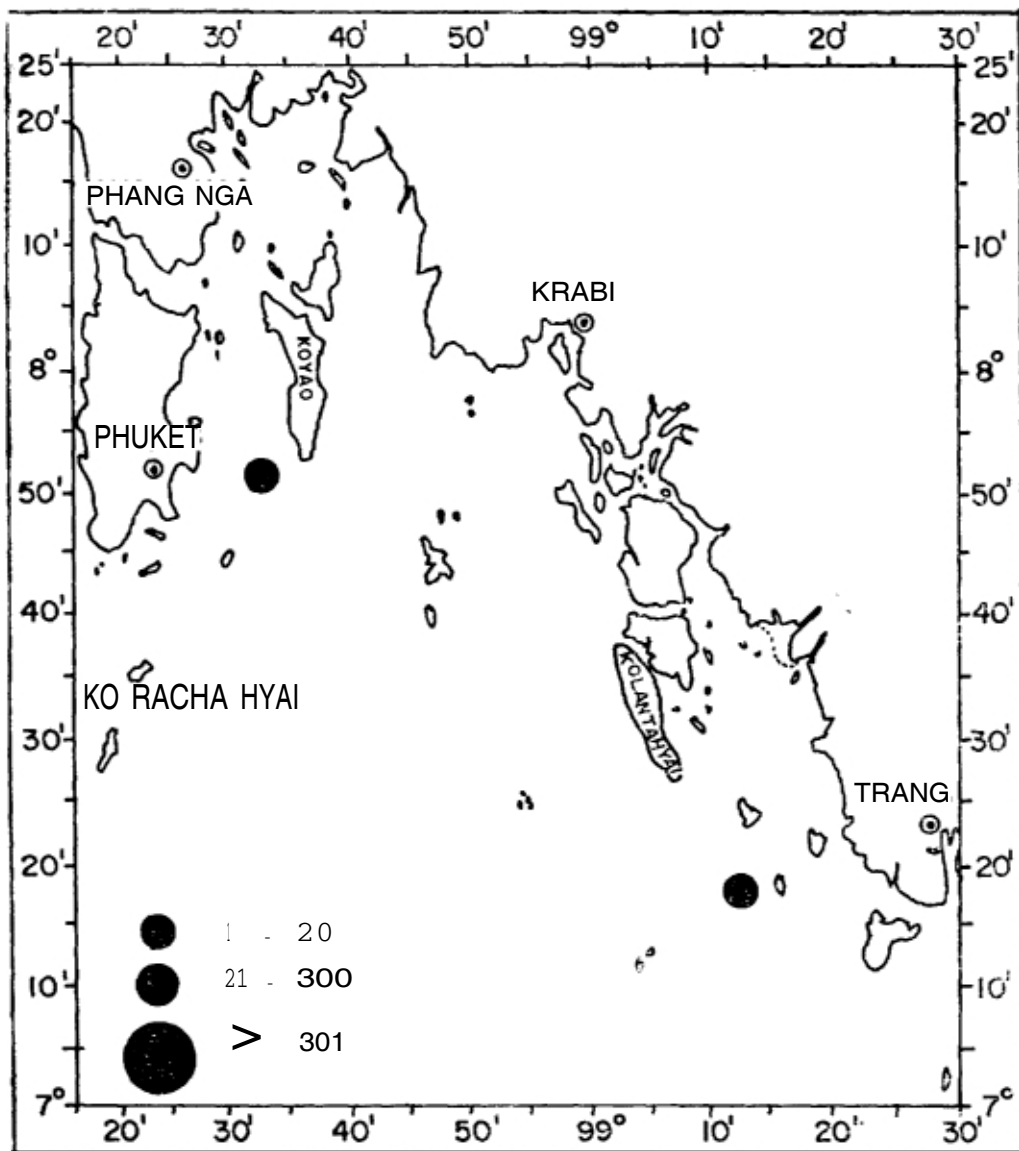 20' 30' 40' 50' 99° 10' 20' 30'
25' 25'
20' 20'
PHANG NGA
10' 10'
KRABI
KOYAO
8° 8°
PHUKET
50' 50'
40' 40'
KOLANTAHYAI
KO RACHA HYAI
30' 30'
TRANG
20' 20'
1 - 20
21 - 300
10' 10'
> 301
7° 7°
20' 30' 40' 50' 99° 10' 20' 30'